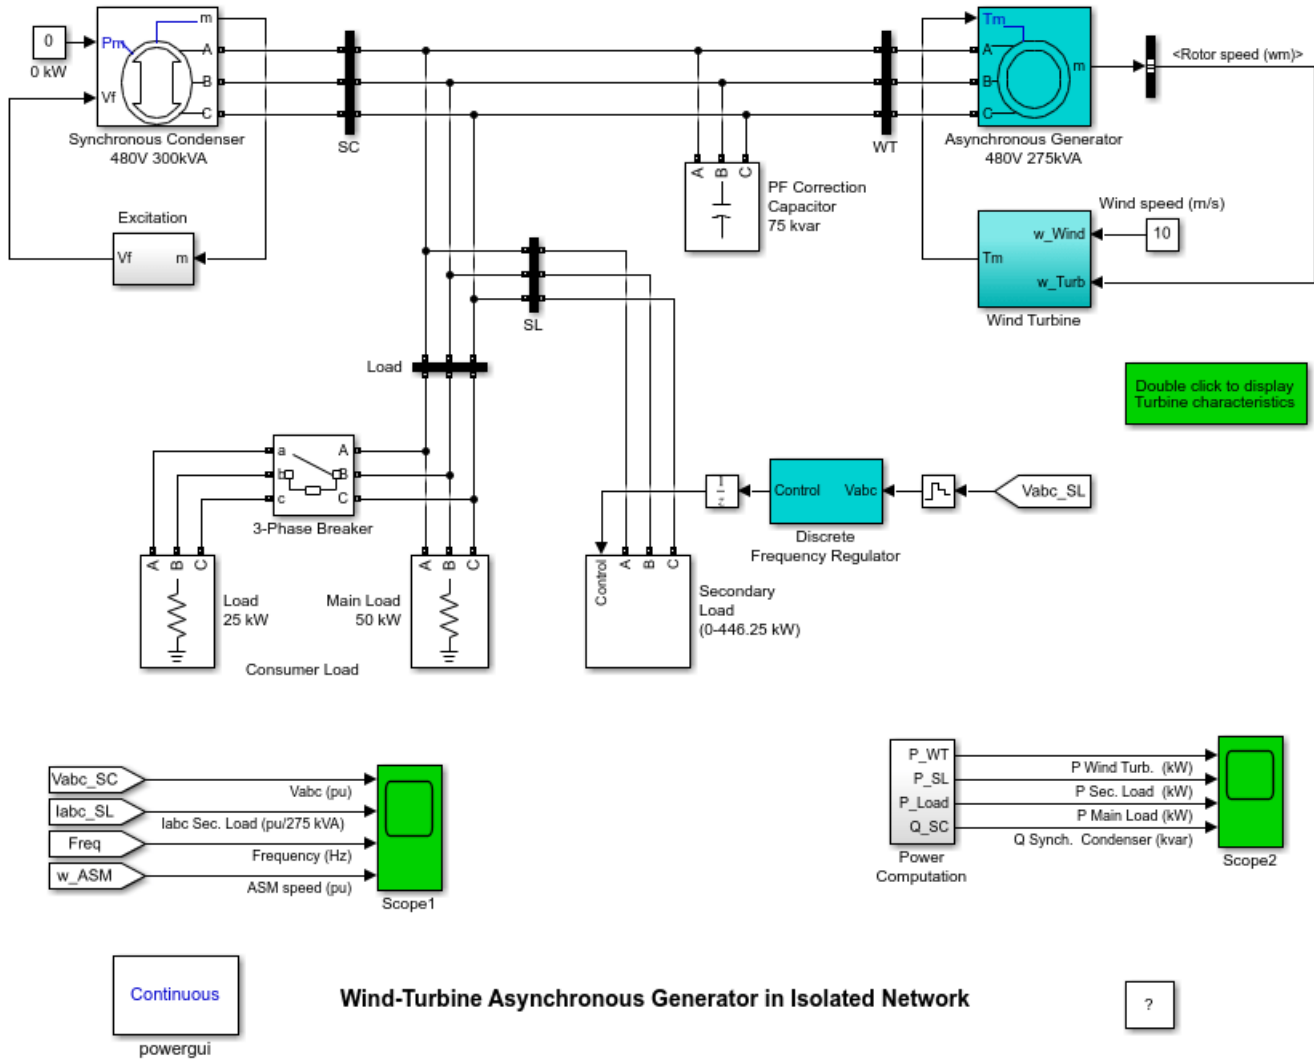 0
0 kW
Pm
m
A
B
C
Vf
Synchronous Condenser
480V 300kVA
SC
WT
Tm
A
B
C
m
Asynchronous Generator
480V 275kVA
<Rotor speed (wm)>
A
B
C
PF Correction
Capacitor
75 kvar
Excitation
Vf
m
Wind speed (m/s)
10
w_Wind
Tm
w_Turb
Wind Turbine
SL
Load
Double click to display
Turbine characteristics
a
b
c
A
B
C
3-Phase Breaker
A
B
C
Load
25 kW
Main Load
50 kW
A
B
C
Consumer Load
Control
A
B
C
Secondary
Load
(0-446.25 kW)
1
z
Control
Vabc
Discrete
Frequency Regulator
Vabc_SL
Vabc_SC
Vabc (pu)
Iabc_SL
Iabc Sec. Load (pu/275 kVA)
Freq
Frequency (Hz)
w_ASM
ASM speed (pu)
Scope1
P_WT
P Wind Turb. (kW)
P_SL
P Sec. Load (kW)
P_Load
P Main Load (kW)
Q_SC
Q Synch. Condenser (kvar)
Power
Computation
Scope2
Continuous
powergui
Wind-Turbine Asynchronous Generator in Isolated Network
?